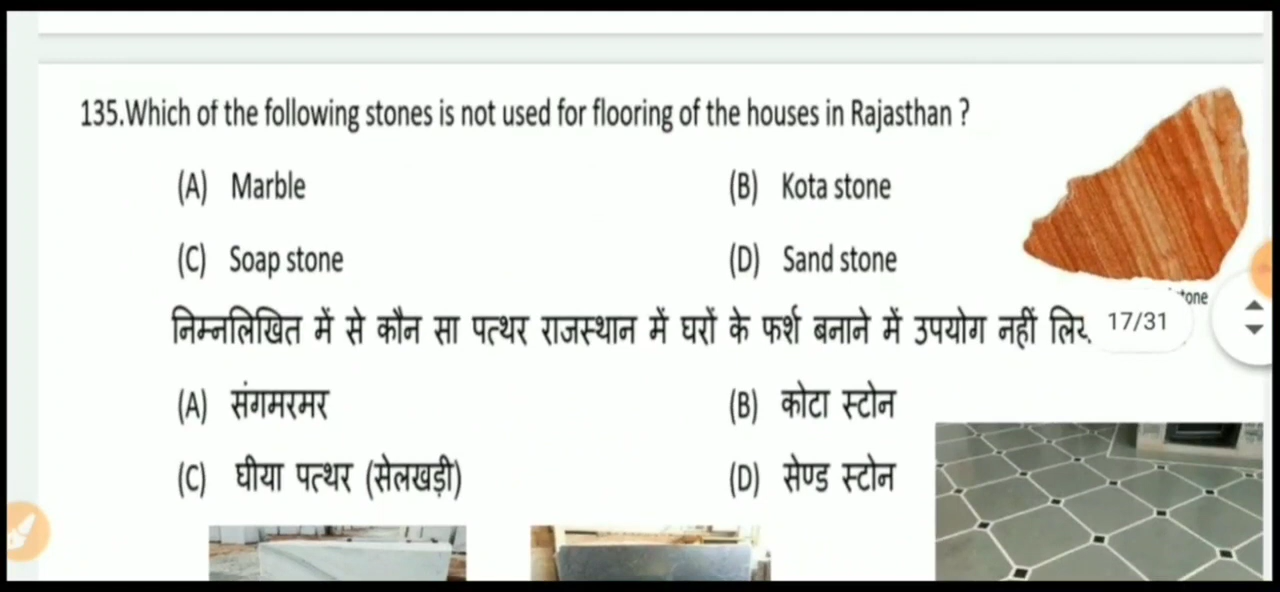 135.Which of the following stones is not used for flooring of the houses in Rajasthan ?
(A) Marble (B) Kota stone
(C) Soap stone (D) Sand stone
निम्नलिखित में से कौन सा पत्थर राजस्थान में घरों के फर्श बनाने में उपयोग नहीं
17/31
(A) संगमरमर (B) कोटा स्टोन
(C) घीया पत्थर (सेलखड़ी) (D) सेण्ड स्टोन